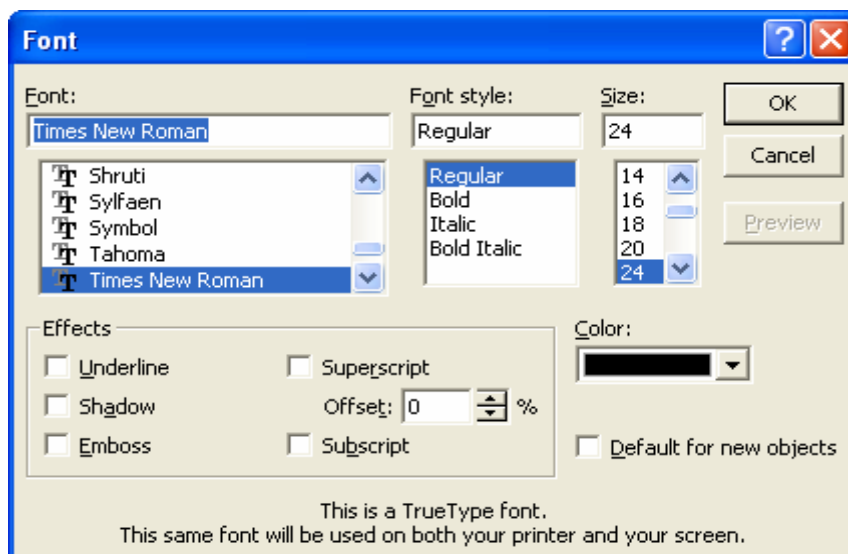 Font
Font: Font style: Size:
Times New Roman Regular 24 OK
Shruti Regular 14 Cancel
Sylfaen Bold 16
Symbol Italic 18 Preview
Tahoma Bold Italic 20
Times New Roman 24
Effects Color:
Underline Superscript
Shadow Offset: 0 %
Emboss Subscript Default for new objects
This is a TrueType font.
This same font will be used on both your printer and your screen.